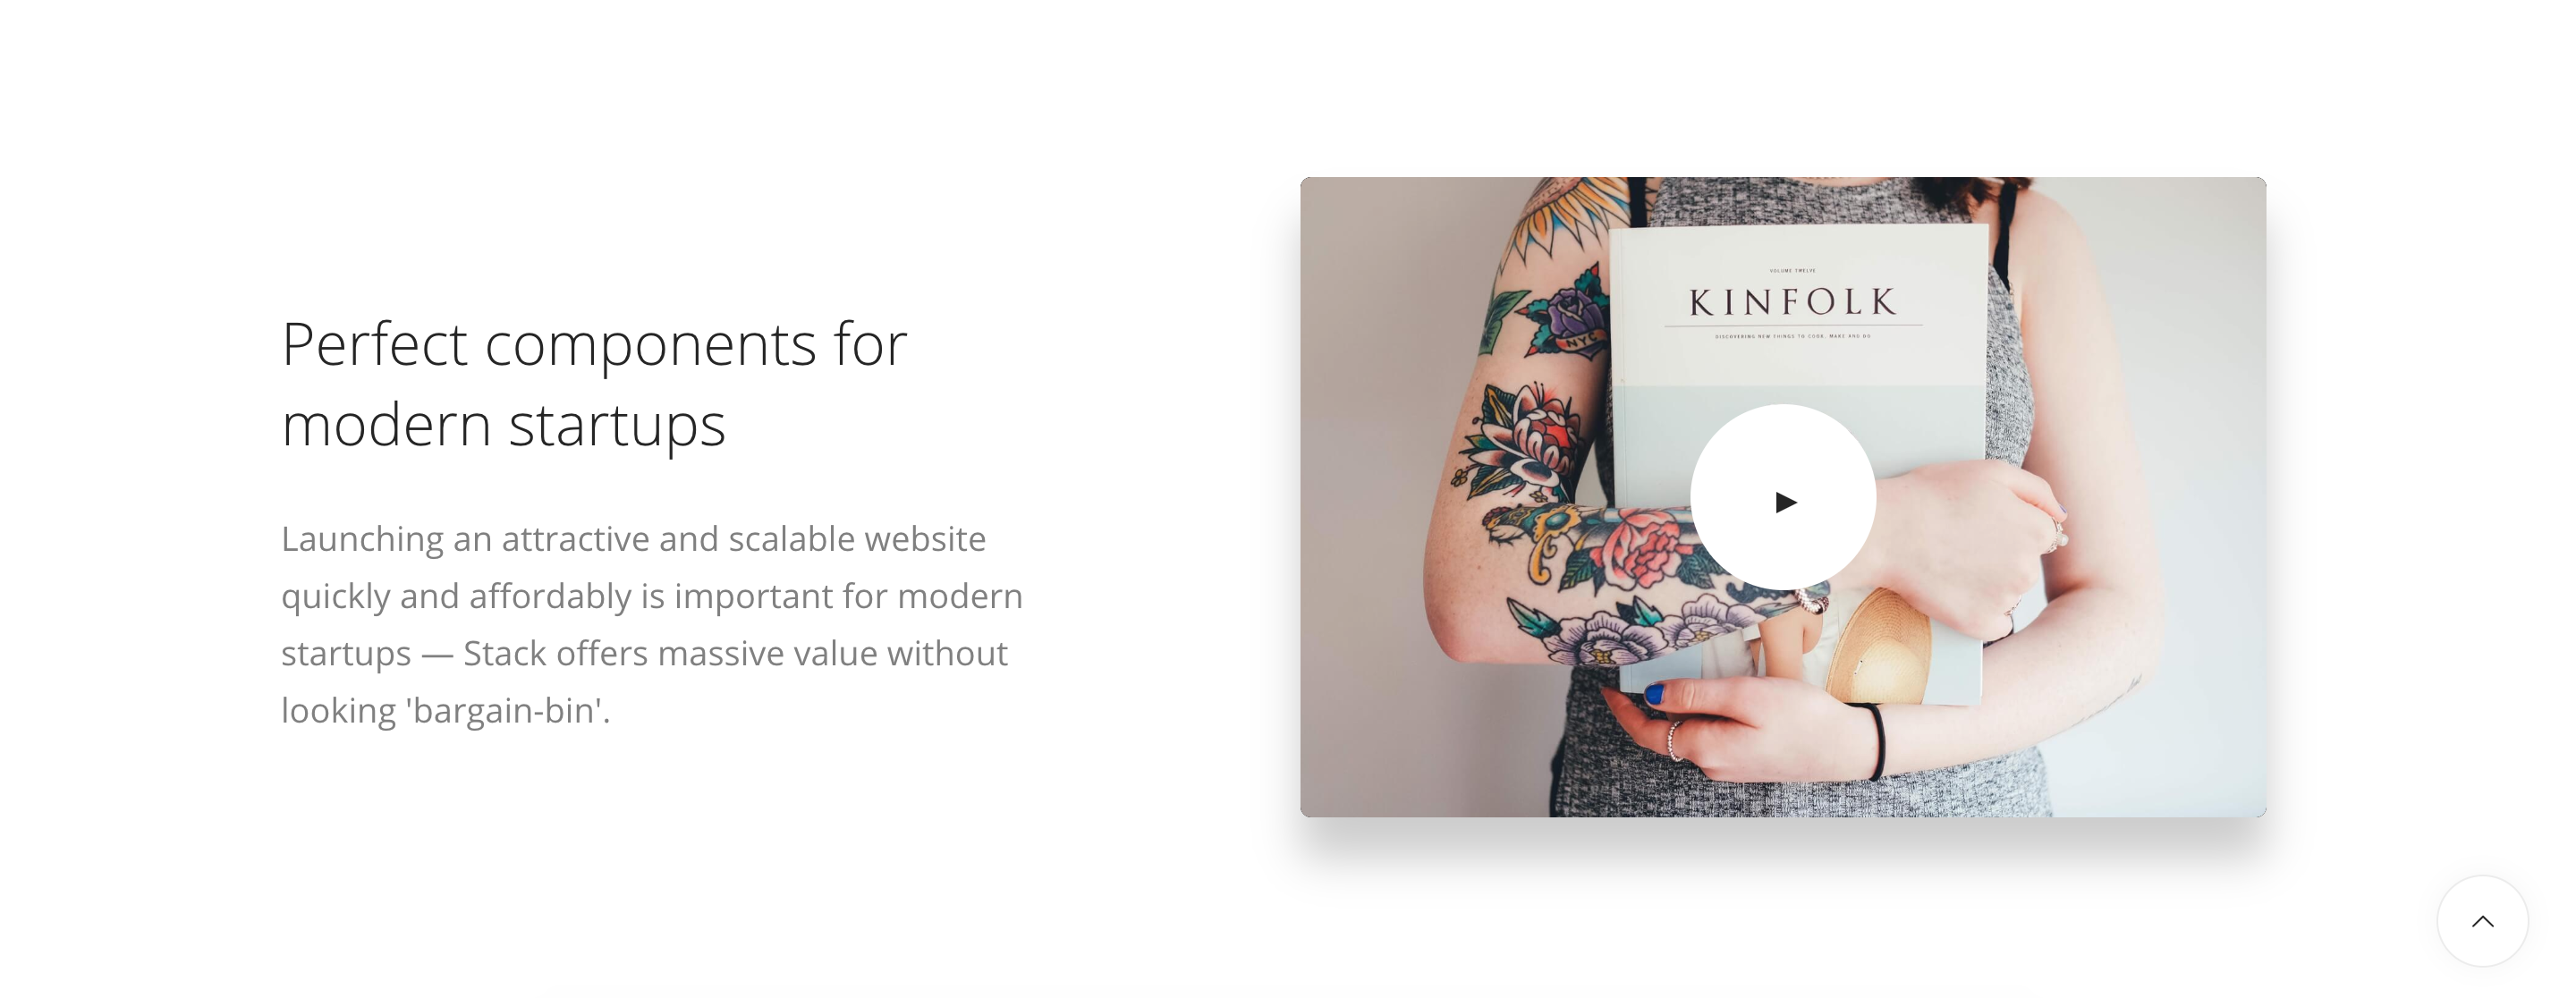 Perfect components for
modern startups
Launching an attractive and scalable website
quickly and affordably is important for modern
startups — Stack offers massive value without
looking 'bargain-bin'.
VOLUME TWELVE
KINFOLK
DISCOVERING NEW THINGS TO COOK, MAKE AND DO
NYC